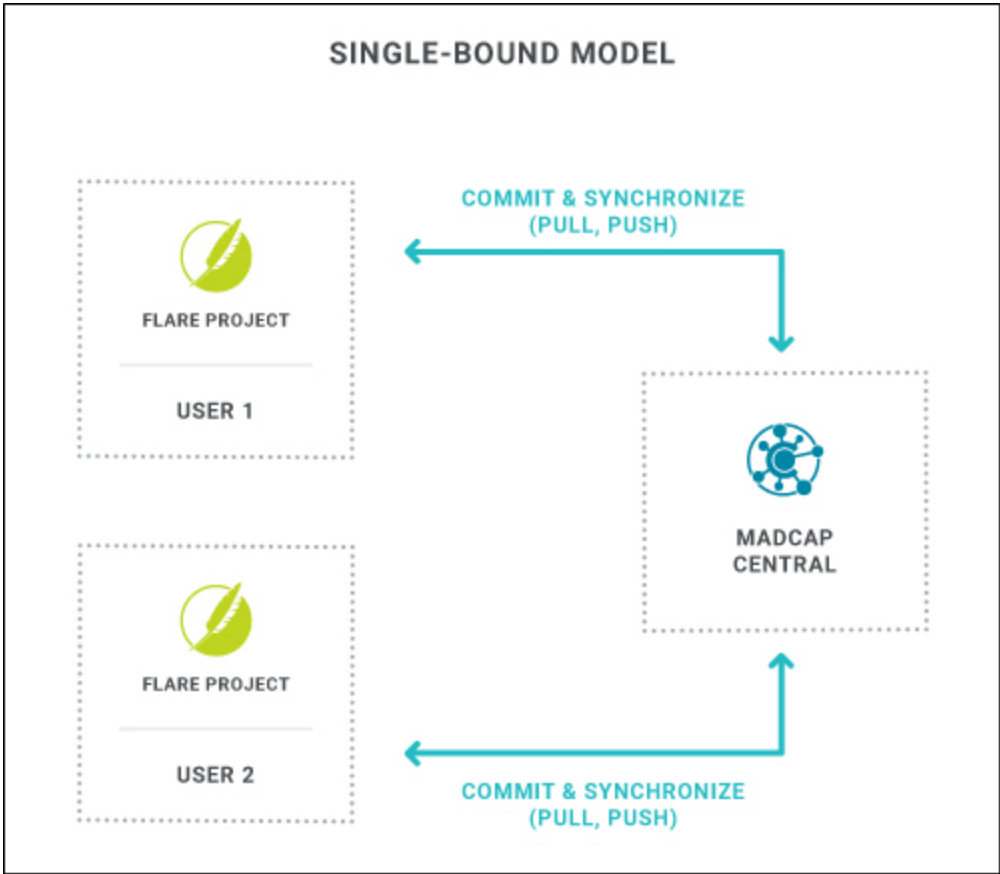 SINGLE-BOUND MODEL
COMMIT & SYNCHRONIZE
(PULL, PUSH)
FLARE PROJECT
USER 1
MADCAP
CENTRAL
FLARE PROJECT
USER 2
COMMIT & SYNCHRONIZE
(PULL, PUSH)